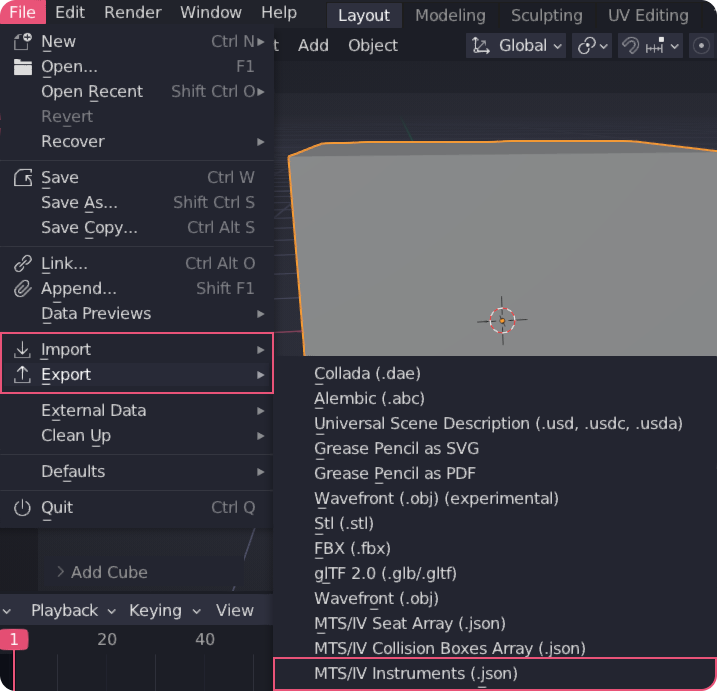 File Edit Render Window Help Layout Modeling Sculpting UV Editing
New Ctrl N
t Add Object Global
Open... F1
Open Recent Shift Ctrl O
Revert
Recover
Save Ctrl W
Save As... Shift Ctrl S
Save Copy... Ctrl Alt S
Link... Ctrl Alt O
Append... Shift F1
Data Previews
Import
Export
External Data
Clean Up
Defaults
Quit Ctrl Q
Collada (.dae)
Alembic (.abc)
Universal Scene Description (.usd, .usdc, .usda)
Grease Pencil as SVG
Grease Pencil as PDF
Wavefront (.obj) (experimental)
Stl (.stl)
FBX (.fbx)
glTF 2.0 (.glb/.gltf)
Wavefront (.obj)
MTS/IV Seat Array (.json)
MTS/IV Collision Boxes Array (.json)
MTS/IV Instruments (.json)
Add Cube
Playback Keying View
1 20 40